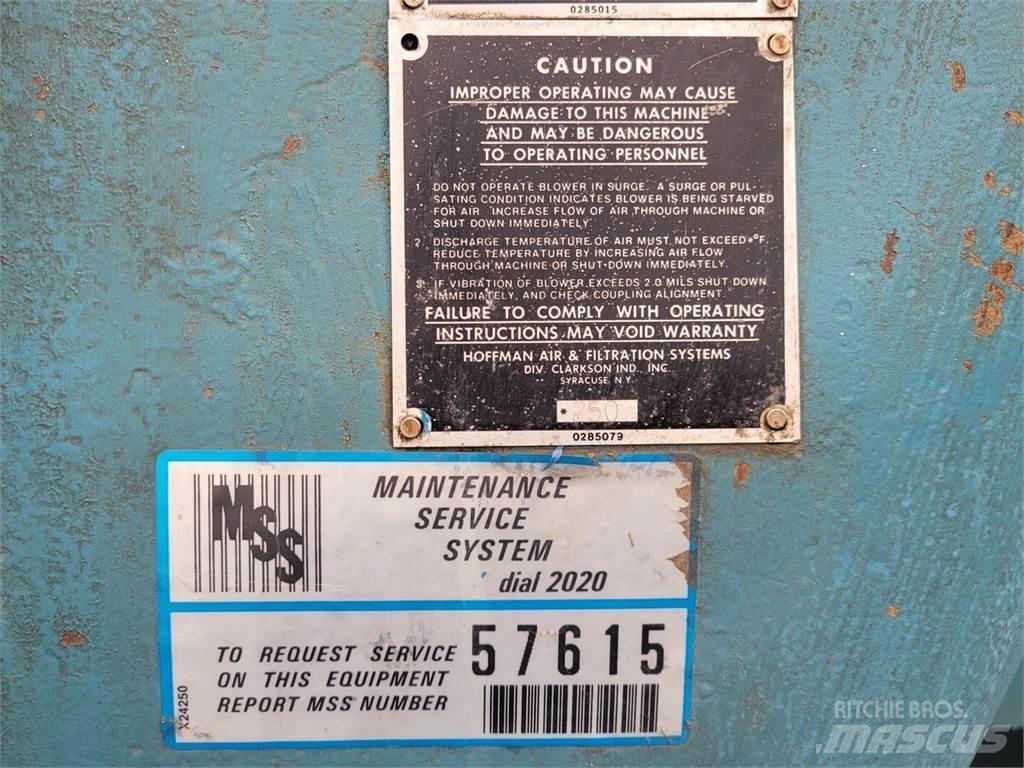 0285015
CAUTION
IMPROPER OPERATING MAY CAUSE
DAMAGE TO THIS MACHINE
AND MAY BE DANGEROUS
TO OPERATING PERSONNEL
1. DO NOT OPERATE BLOWER IN SURGE. A SURGE OR PUL-
SATING CONDITION INDICATES BLOWER IS BEING STARVED
FOR AIR. INCREASE FLOW OF AIR THROUGH MACHINE OR
SHUT DOWN IMMEDIATELY.
2. DISCHARGE TEMPERATURE OF AIR MUST NOT EXCEED *°F.
REDUCE TEMPERATURE BY INCREASING AIR FLOW
THROUGH MACHINE OR SHUT-DOWN IMMEDIATELY.
3. IF VIBRATION OF BLOWER EXCEEDS 2.0 MILS SHUT DOWN
IMMEDIATELY, AND CHECK COUPLING ALIGNMENT.
FAILURE TO COMPLY WITH OPERATING
INSTRUCTIONS MAY VOID WARRANTY
HOFFMAN AIR & FILTRATION SYSTEMS
DIV. CLARKSON IND., INC.
SYRACUSE N.Y.
* 250
0285079
MSS
MAINTENANCE
SERVICE
SYSTEM
dial 2020
TO REQUEST SERVICE
ON THIS EQUIPMENT
REPORT MSS NUMBER
57615
X24250
RITCHIE BROS.
MASCUS